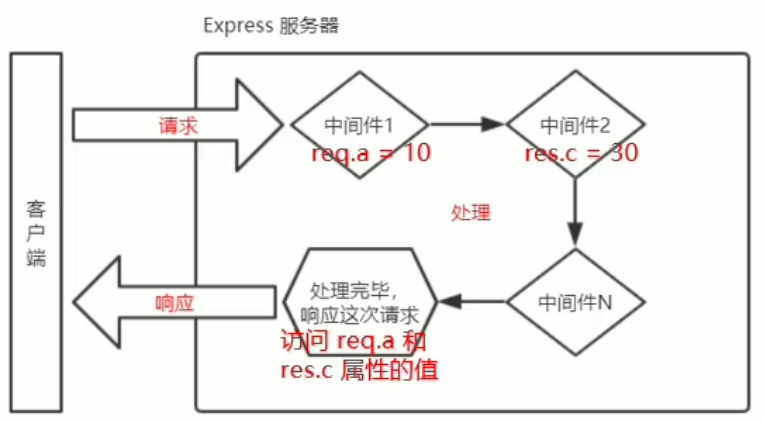 Express 服务器
客户端
请求
中间件1
req.a = 10
中间件2
res.c = 30
处理
中间件N
处理完毕，
响应这次请求
访问 req.a 和
res.c 属性的值
响应